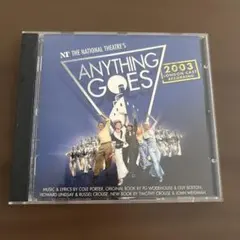 NT THE NATIONAL THEATRE'S
ANYTHING
GOES
2003
LONDON CAST
RECORDING
MUSIC & LYRICS BY COLE PORTER. ORIGINAL BOOK BY PG WODEHOUSE & GUY BOLTON
HOWARD LINDSAY & RUSSEL CROUSE. NEW BOOK BY TIMOTHY CROUSE & JOHN WEIDMAN